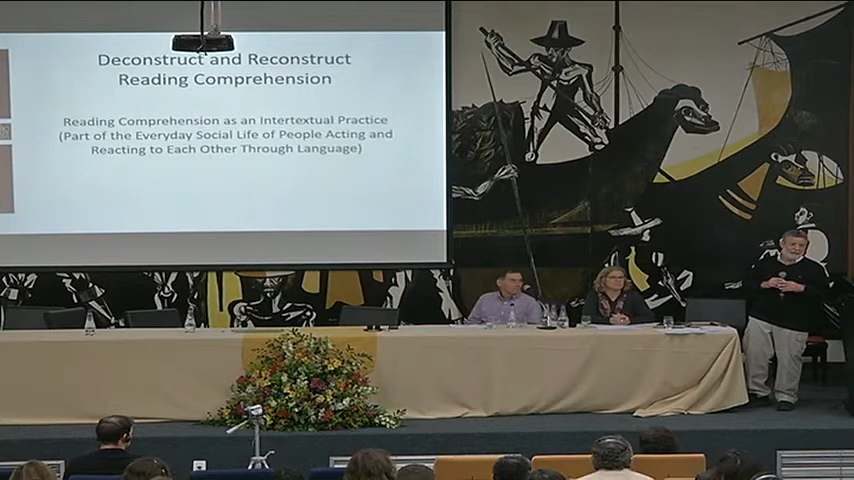 Deconstruct and Reconstruct
Reading Comprehension
Reading Comprehension as an Intertextual Practice
(Part of the Everyday Social Life of People Acting and
Reacting to Each Other Through Language)